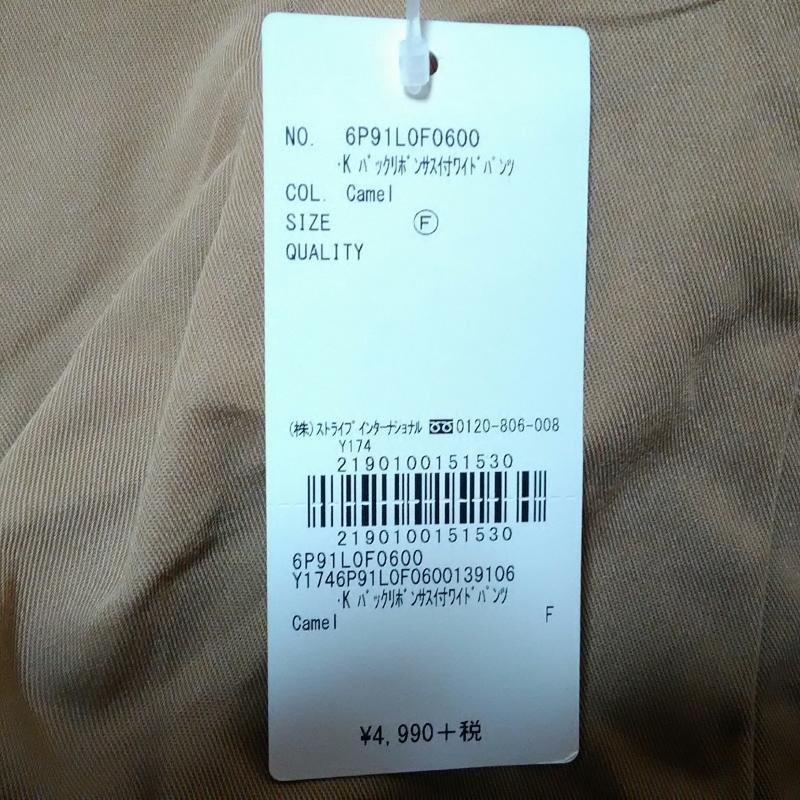 NO. 6P91L0F0600
･K ﾊﾞｯｸﾘﾎﾞﾝｻｽ付ﾜｲﾄﾞﾊﾟﾝﾂ
COL. Camel
SIZE Ⓕ
QUALITY
(株)ｽﾄﾗｲﾌﾟｲﾝﾀｰﾅｼｮﾅﾙ 0120-806-008
Y174
2190100151530
2190100151530
6P91L0F0600
Y1746P91L0F0600139106
･K ﾊﾞｯｸﾘﾎﾞﾝｻｽ付ﾜｲﾄﾞﾊﾟﾝﾂ
Camel F
¥4,990+税